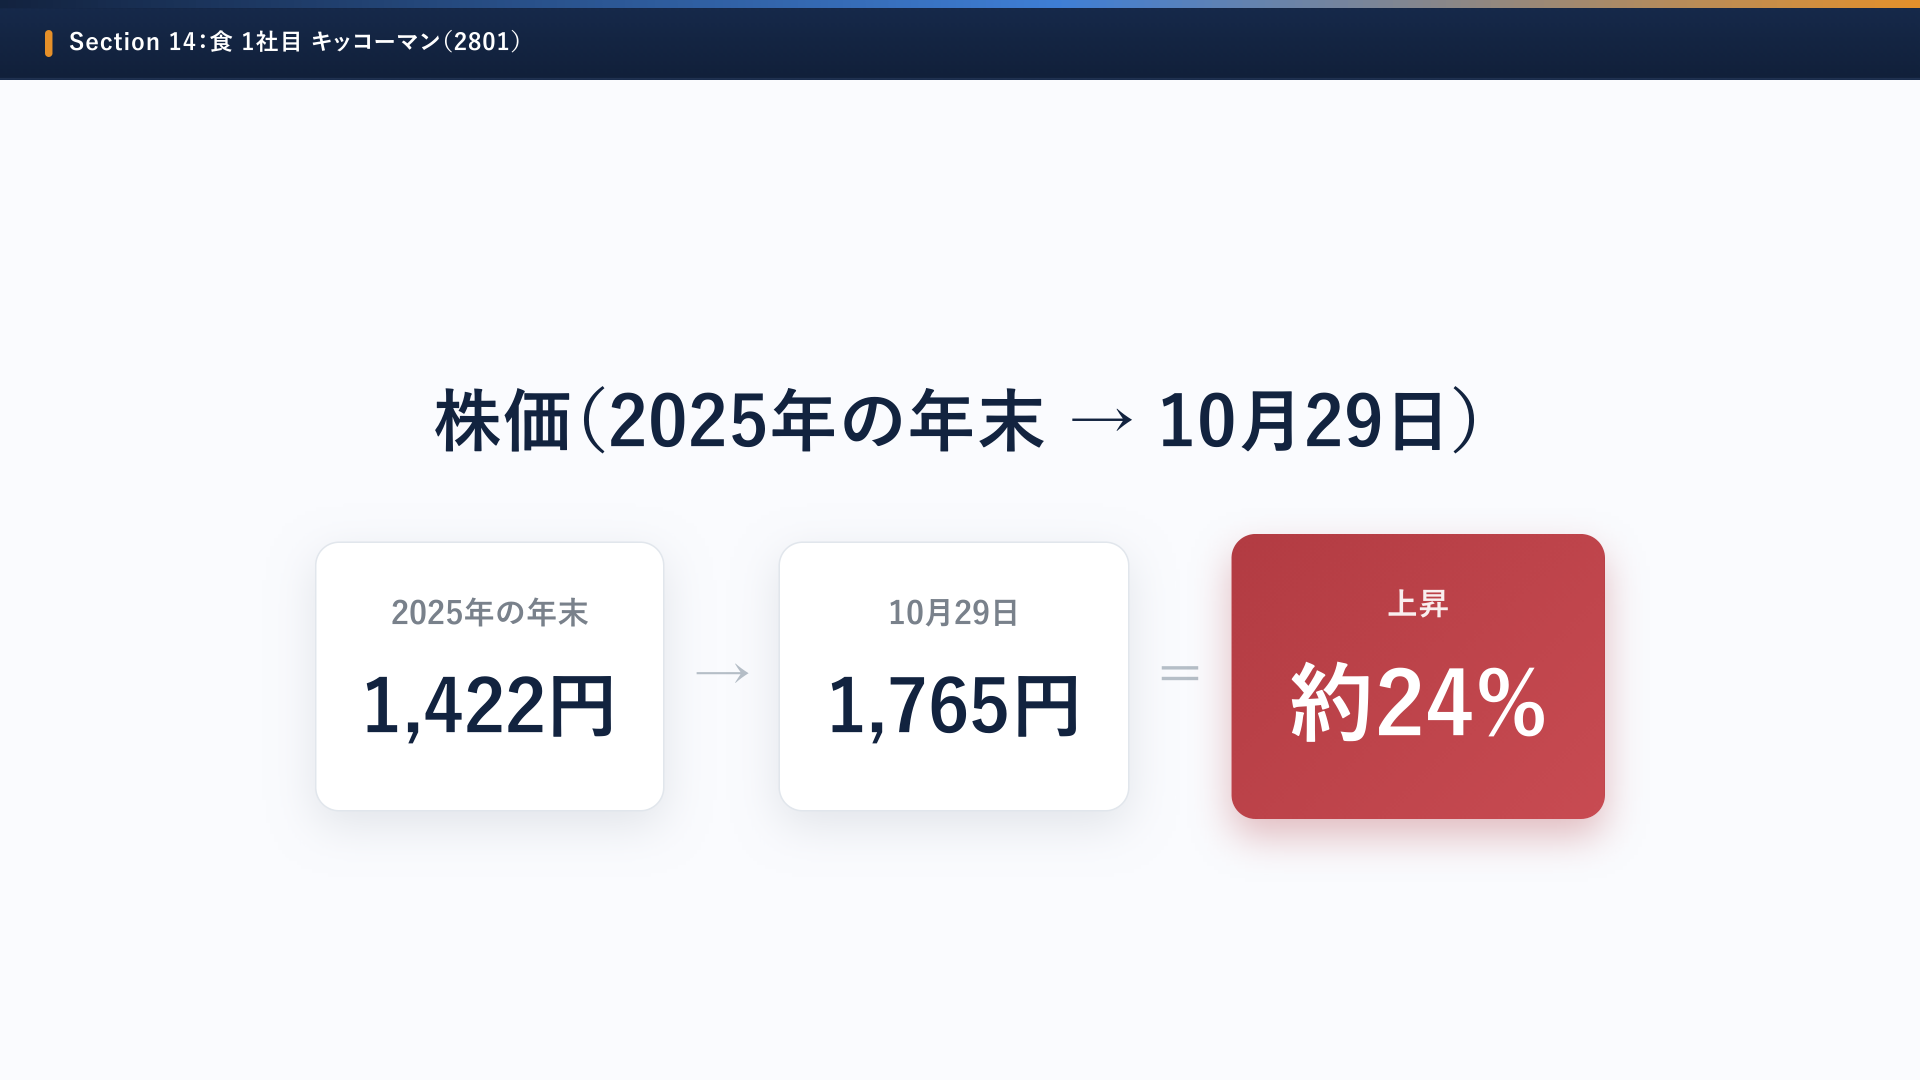 Section 14：食 1社目 キッコーマン（2801）
株価（2025年の年末 → 10月29日）
2025年の年末
1,422円
→
10月29日
1,765円
＝
上昇
約24%